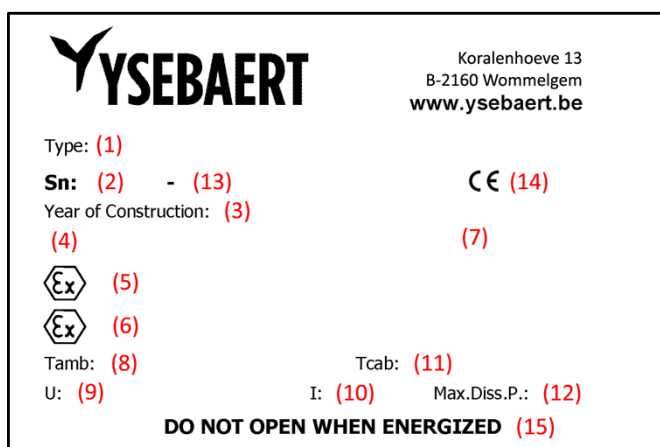 YSEBAERT
Koralenhoeve 13
B-2160 Wommelgem
www.ysebaert.be
Type: (1)
Sn: (2) - (13) CE (14)
Year of Construction: (3)
(4) (7)
Ex (5)
Ex (6)
Tamb: (8) Tcab: (11)
U: (9) I: (10) Max.Diss.P.: (12)
DO NOT OPEN WHEN ENERGIZED (15)